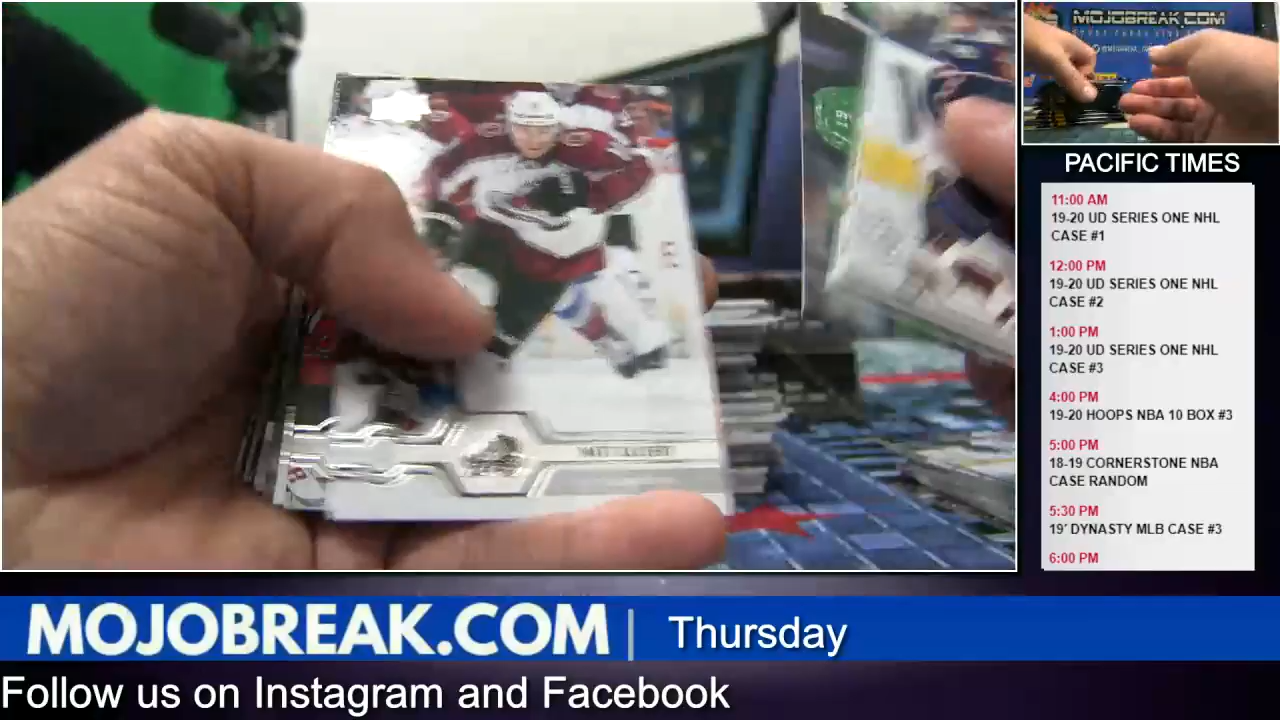 MOJOBREAK.COM
PACIFIC TIMES
11:00 AM
19-20 UD SERIES ONE NHL
CASE #1
12:00 PM
19-20 UD SERIES ONE NHL
CASE #2
1:00 PM
19-20 UD SERIES ONE NHL
CASE #3
4:00 PM
19-20 HOOPS NBA 10 BOX #3
5:00 PM
18-19 CORNERSTONE NBA
CASE RANDOM
5:30 PM
19' DYNASTY MLB CASE #3
6:00 PM
MOJOBREAK.COM | Thursday
Follow us on Instagram and Facebook